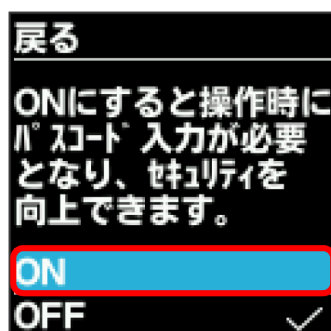 戻る
ONにすると操作時に
ﾊﾟｽｺｰﾄﾞ入力が必要
となり、ｾｷｭﾘﾃｨを
向上できます。
ON
OFF ✓